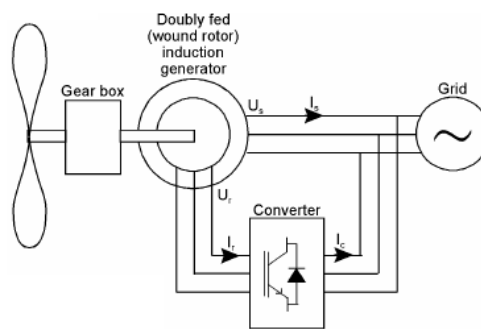 Doubly fed
(wound rotor)
induction
generator
Gear box
Us
Is
Grid
Ur
Converter
Ir
Ic